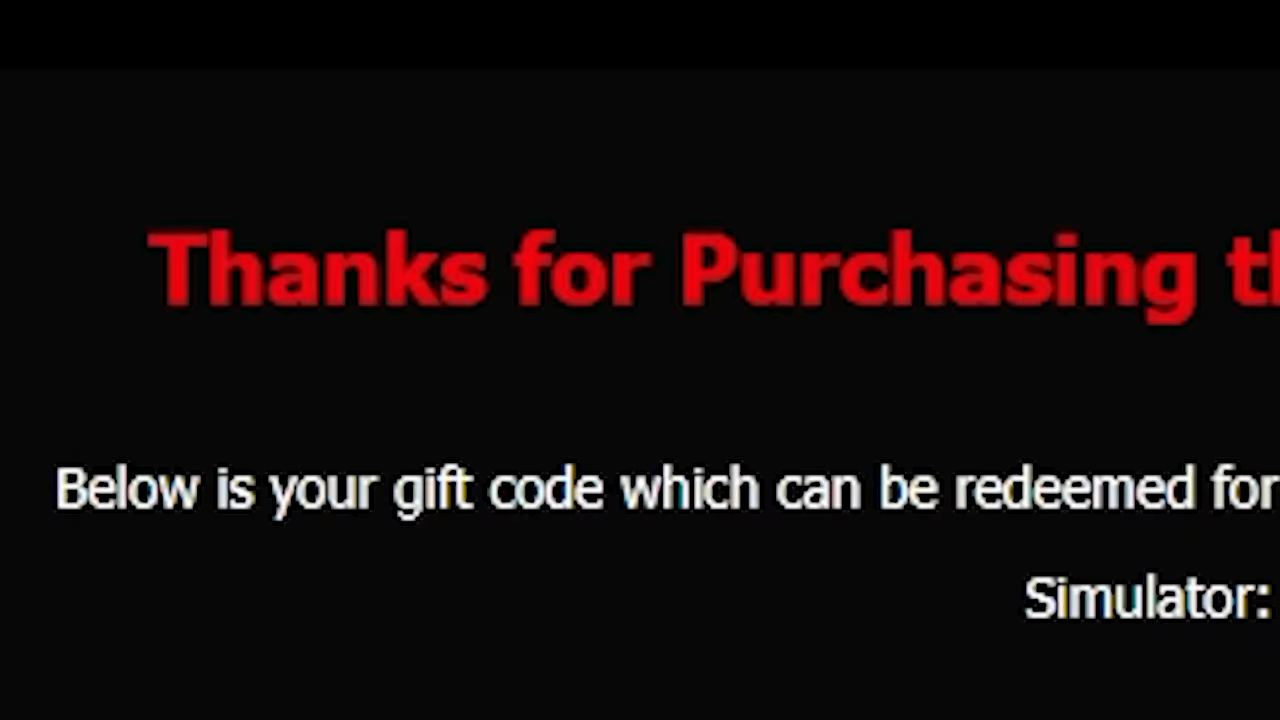 Thanks for Purchasing
Below is your gift code which can be redeemed for
Simulator: